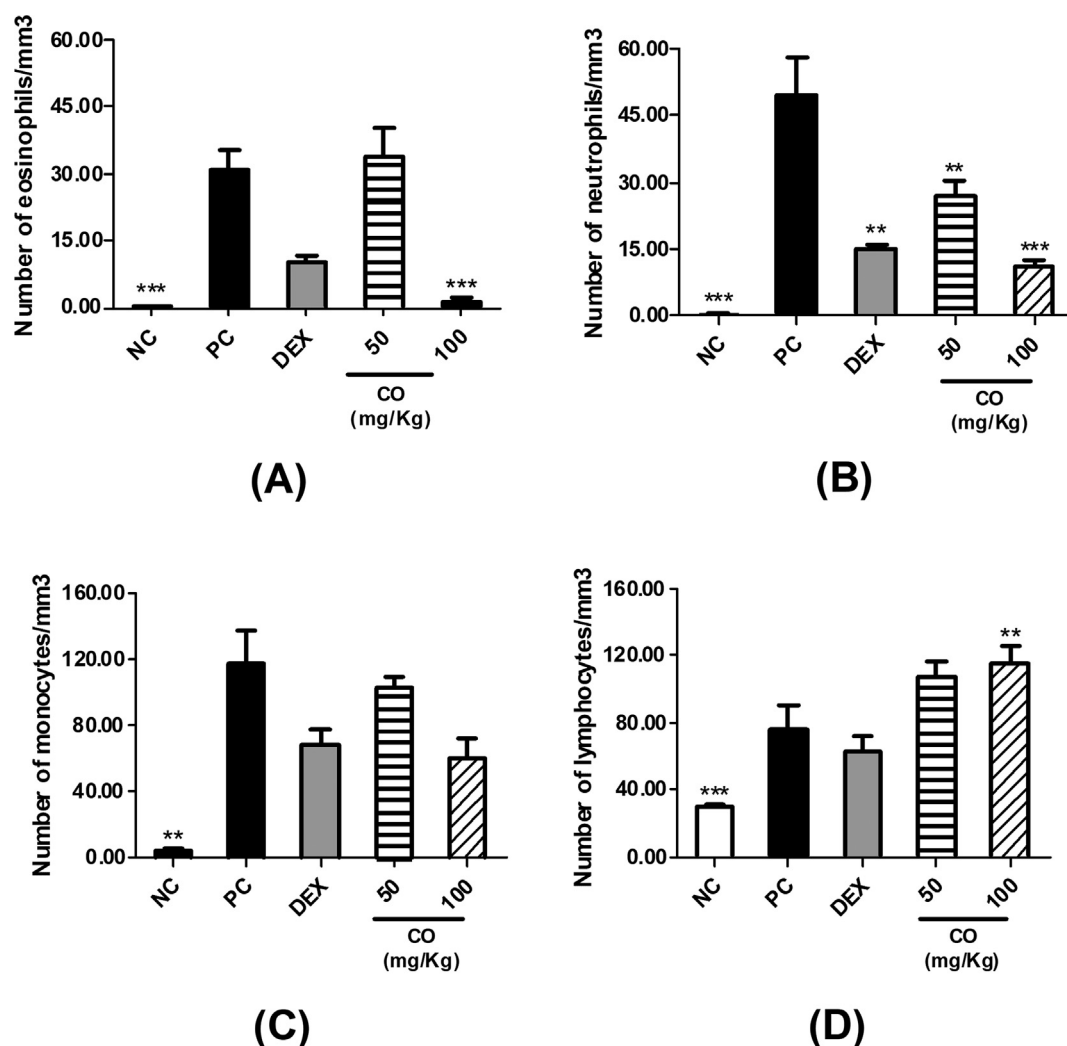 Number of eosinophils/mm3
60.00
45.00
30.00
15.00
0.00
***
***
NC
PC
DEX
50
100
CO
(mg/Kg)
(A)
Number of neutrophils/mm3
60.00
45.00
30.00
15.00
0.00
***
**
**
***
NC
PC
DEX
50
100
CO
(mg/Kg)
(B)
Number of monocytes/mm3
160.00
120.00
80.00
40.00
0.00
**
NC
PC
DEX
50
100
CO
(mg/Kg)
(C)
Number of lymphocytes/mm3
160.00
120.00
80.00
40.00
0.00
***
**
NC
PC
DEX
50
100
CO
(mg/Kg)
(D)